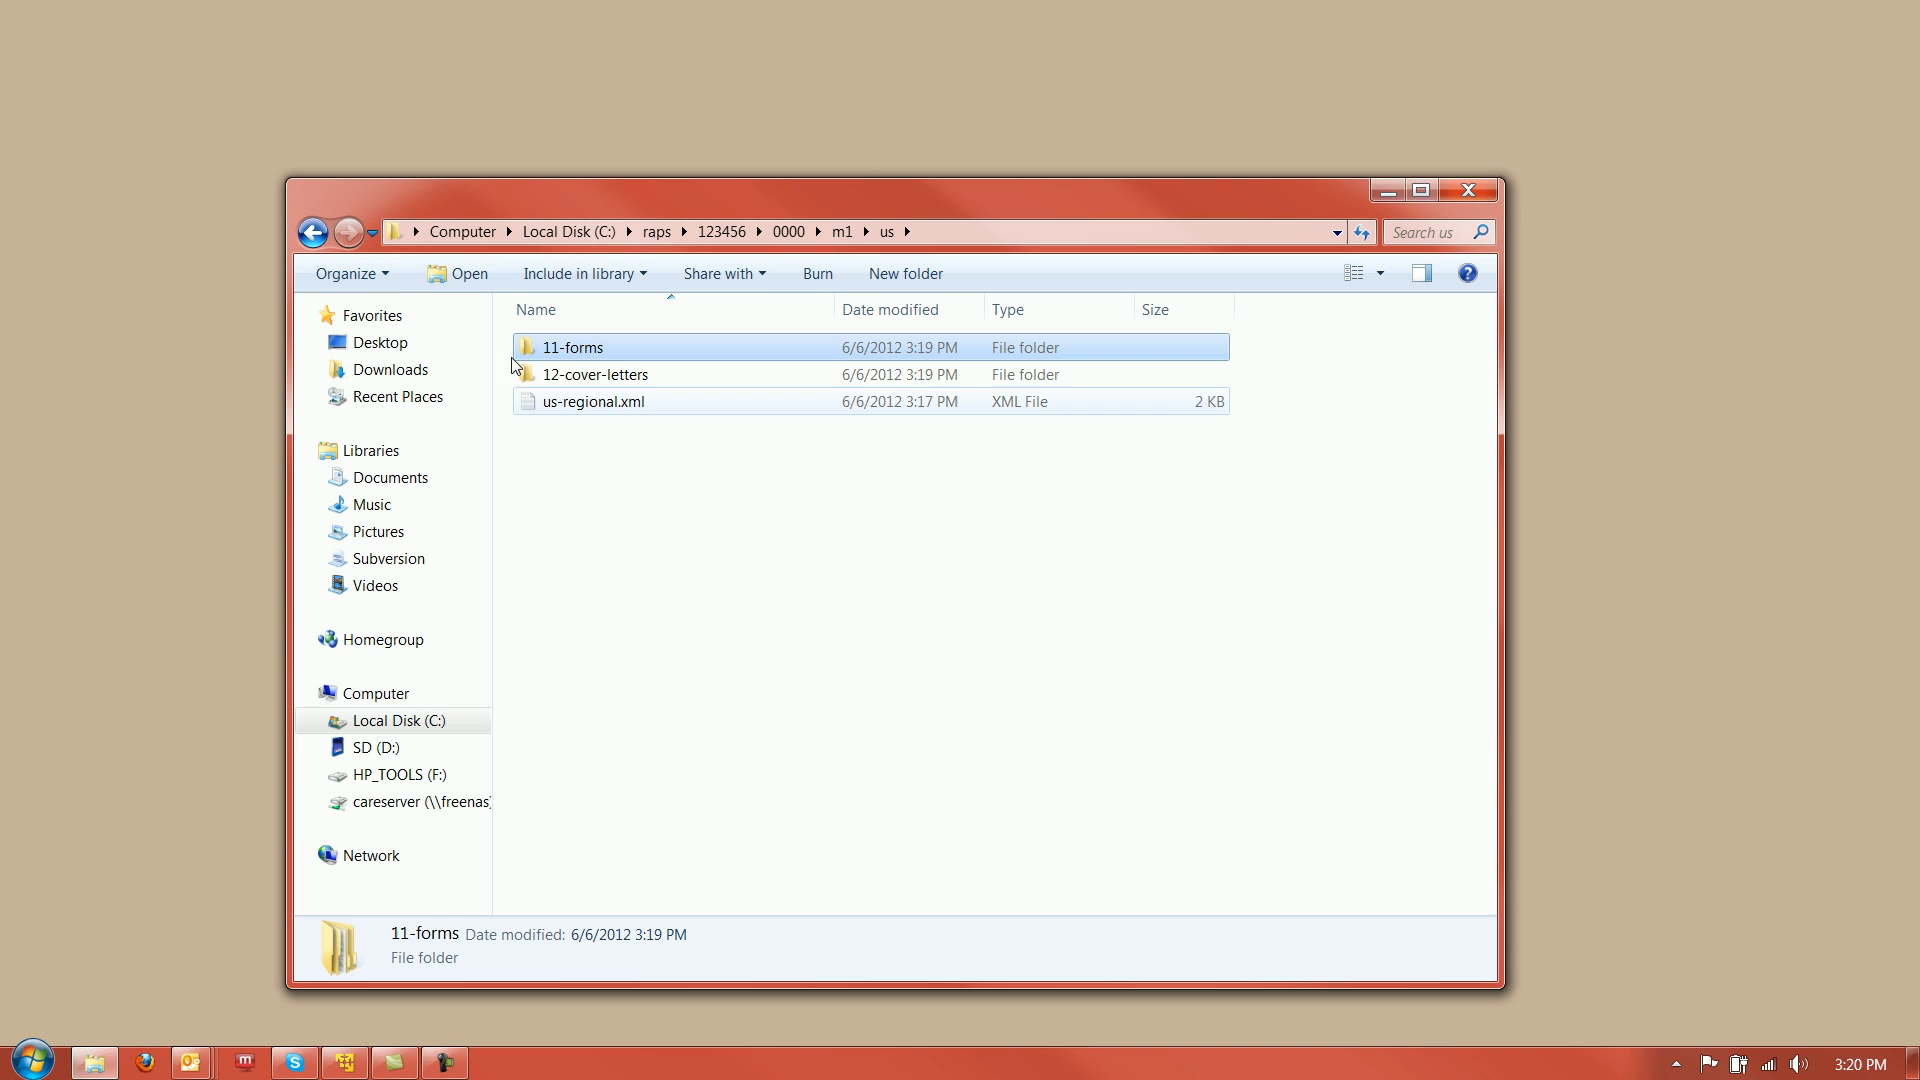 Computer Local Disk (C:) raps 123456 0000 m1 us
Search us
Organize Open Include in library Share with Burn New folder
Name Date modified Type Size
11-forms 6/6/2012 3:19 PM File folder
12-cover-letters 6/6/2012 3:19 PM File folder
us-regional.xml 6/6/2012 3:17 PM XML File 2 KB
Favorites
Desktop
Downloads
Recent Places
Libraries
Documents
Music
Pictures
Subversion
Videos
Homegroup
Computer
Local Disk (C:)
SD (D:)
HP_TOOLS (F:)
careserver (\\freenas)
Network
11-forms Date modified: 6/6/2012 3:19 PM
File folder
3:20 PM